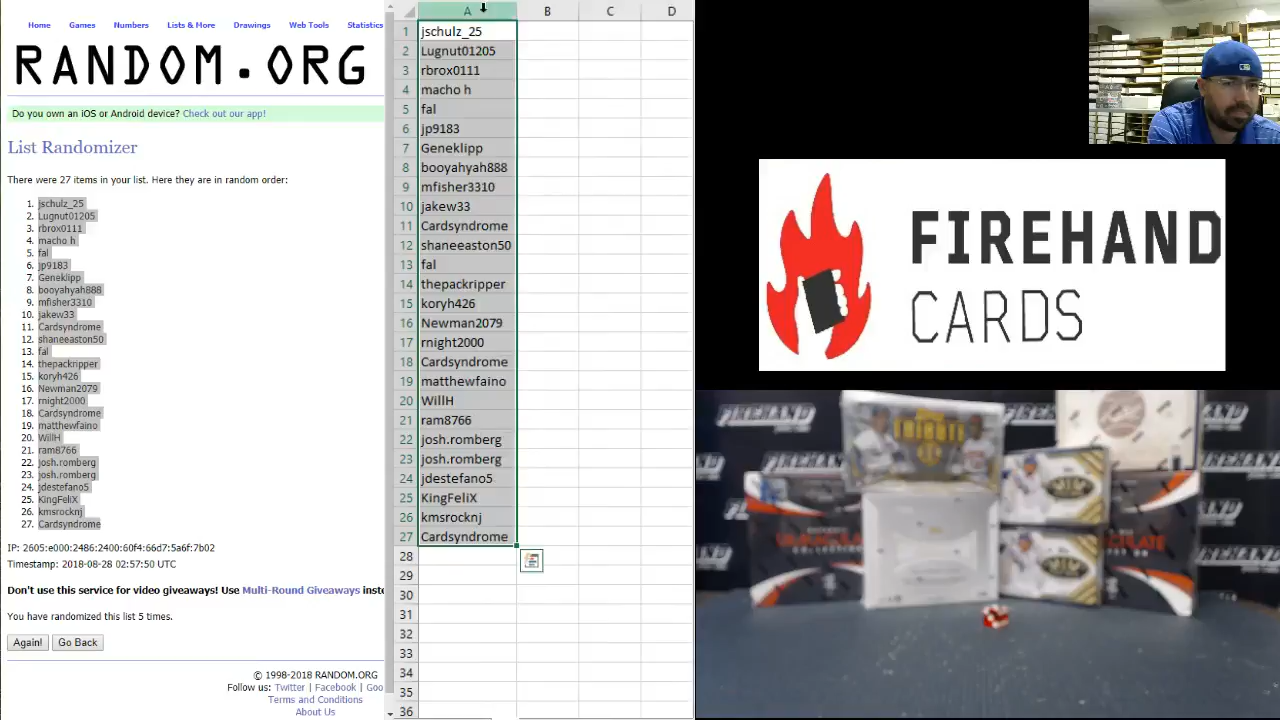 Home Games Numbers Lists & More Drawings Web Tools Statistics
RANDOM.ORG
Do you own an iOS or Android device? Check out our app!
List Randomizer
There were 27 items in your list. Here they are in random order:
1. jschulz_25
2. Lugnut01205
3. rbrox0111
4. macho h
5. fal
6. jp9183
7. Geneklipp
8. booyahyah888
9. mfisher3310
10. jakew33
11. Cardsyndrome
12. shaneeaston50
13. fal
14. thepackripper
15. koryh426
16. Newman2079
17. rnight2000
18. Cardsyndrome
19. matthewfaino
20. WillH
21. ram8766
22. josh.romberg
23. josh.romberg
24. jdestefano5
25. KingFeliX
26. kmsrocknj
27. Cardsyndrome
IP: 2605:e000:2486:2400:60f4:66d7:5a6f:7b02
Timestamp: 2018-08-28 02:57:50 UTC
Don't use this service for video giveaways! Use Multi-Round Giveaways inste
You have randomized this list 5 times.
Again! Go Back
© 1998-2018 RANDOM.ORG
Follow us: Twitter | Facebook | Goo
Terms and Conditions
About Us
A B C D
1 jschulz_25
2 Lugnut01205
3 rbrox0111
4 macho h
5 fal
6 jp9183
7 Geneklipp
8 booyahyah888
9 mfisher3310
10 jakew33
11 Cardsyndrome
12 shaneeaston50
13 fal
14 thepackripper
15 koryh426
16 Newman2079
17 rnight2000
18 Cardsyndrome
19 matthewfaino
20 WillH
21 ram8766
22 josh.romberg
23 josh.romberg
24 jdestefano5
25 KingFeliX
26 kmsrocknj
27 Cardsyndrome
28
29
30
31
32
33
34
35
36
FIREHAND
CARDS
TRIBUTE
FIREHAND